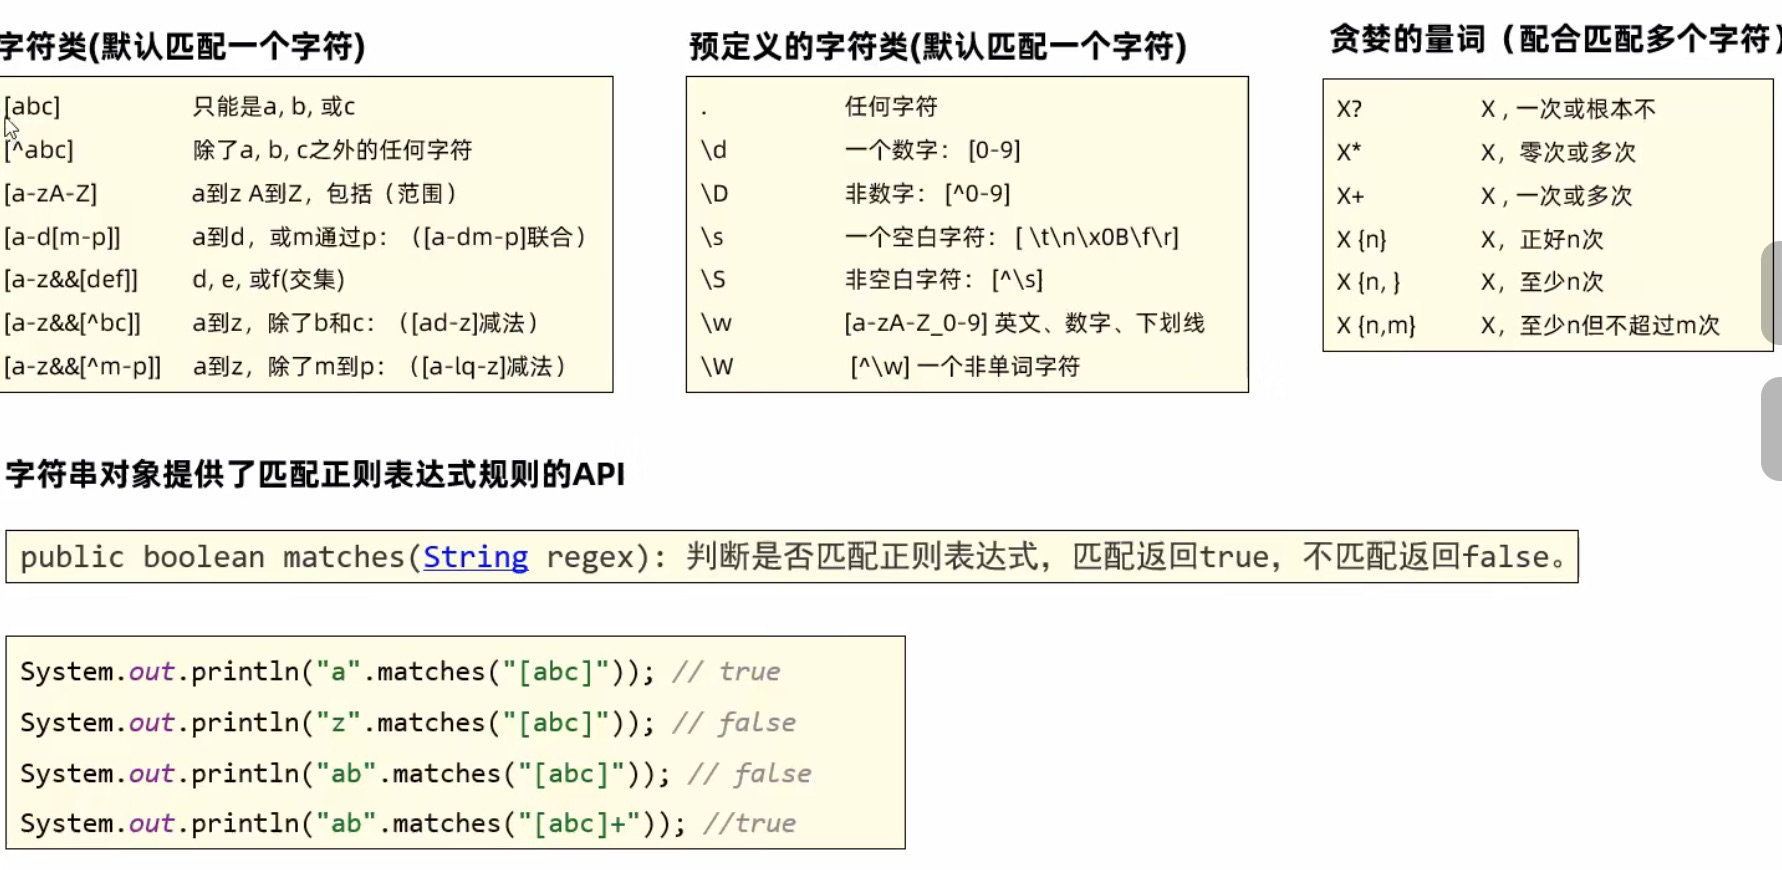 字符类(默认匹配一个字符)
[abc] 只能是a, b, 或c
[^abc] 除了a, b, c之外的任何字符
[a-zA-Z] a到z A到Z，包括（范围）
[a-d[m-p]] a到d，或m通过p：（[a-dm-p]联合）
[a-z&&[def]] d, e, 或f(交集)
[a-z&&[^bc]] a到z，除了b和c：（[ad-z]减法）
[a-z&&[^m-p]] a到z，除了m到p：（[a-lq-z]减法）
预定义的字符类(默认匹配一个字符)
. 任何字符
\d 一个数字： [0-9]
\D 非数字： [^0-9]
\s 一个空白字符： [ \t\n\x0B\f\r]
\S 非空白字符： [^\s]
\w [a-zA-Z_0-9] 英文、数字、下划线
\W [^\w] 一个非单词字符
贪婪的量词（配合匹配多个字符）
X? X , 一次或根本不
X* X，零次或多次
X+ X , 一次或多次
X {n} X，正好n次
X {n, } X，至少n次
X {n,m} X，至少n但不超过m次
字符串对象提供了匹配正则表达式规则的API
public boolean matches(String regex): 判断是否匹配正则表达式，匹配返回true，不匹配返回false。
System.out.println("a".matches("[abc]")); // true
System.out.println("z".matches("[abc]")); // false
System.out.println("ab".matches("[abc]")); // false
System.out.println("ab".matches("[abc]+")); //true